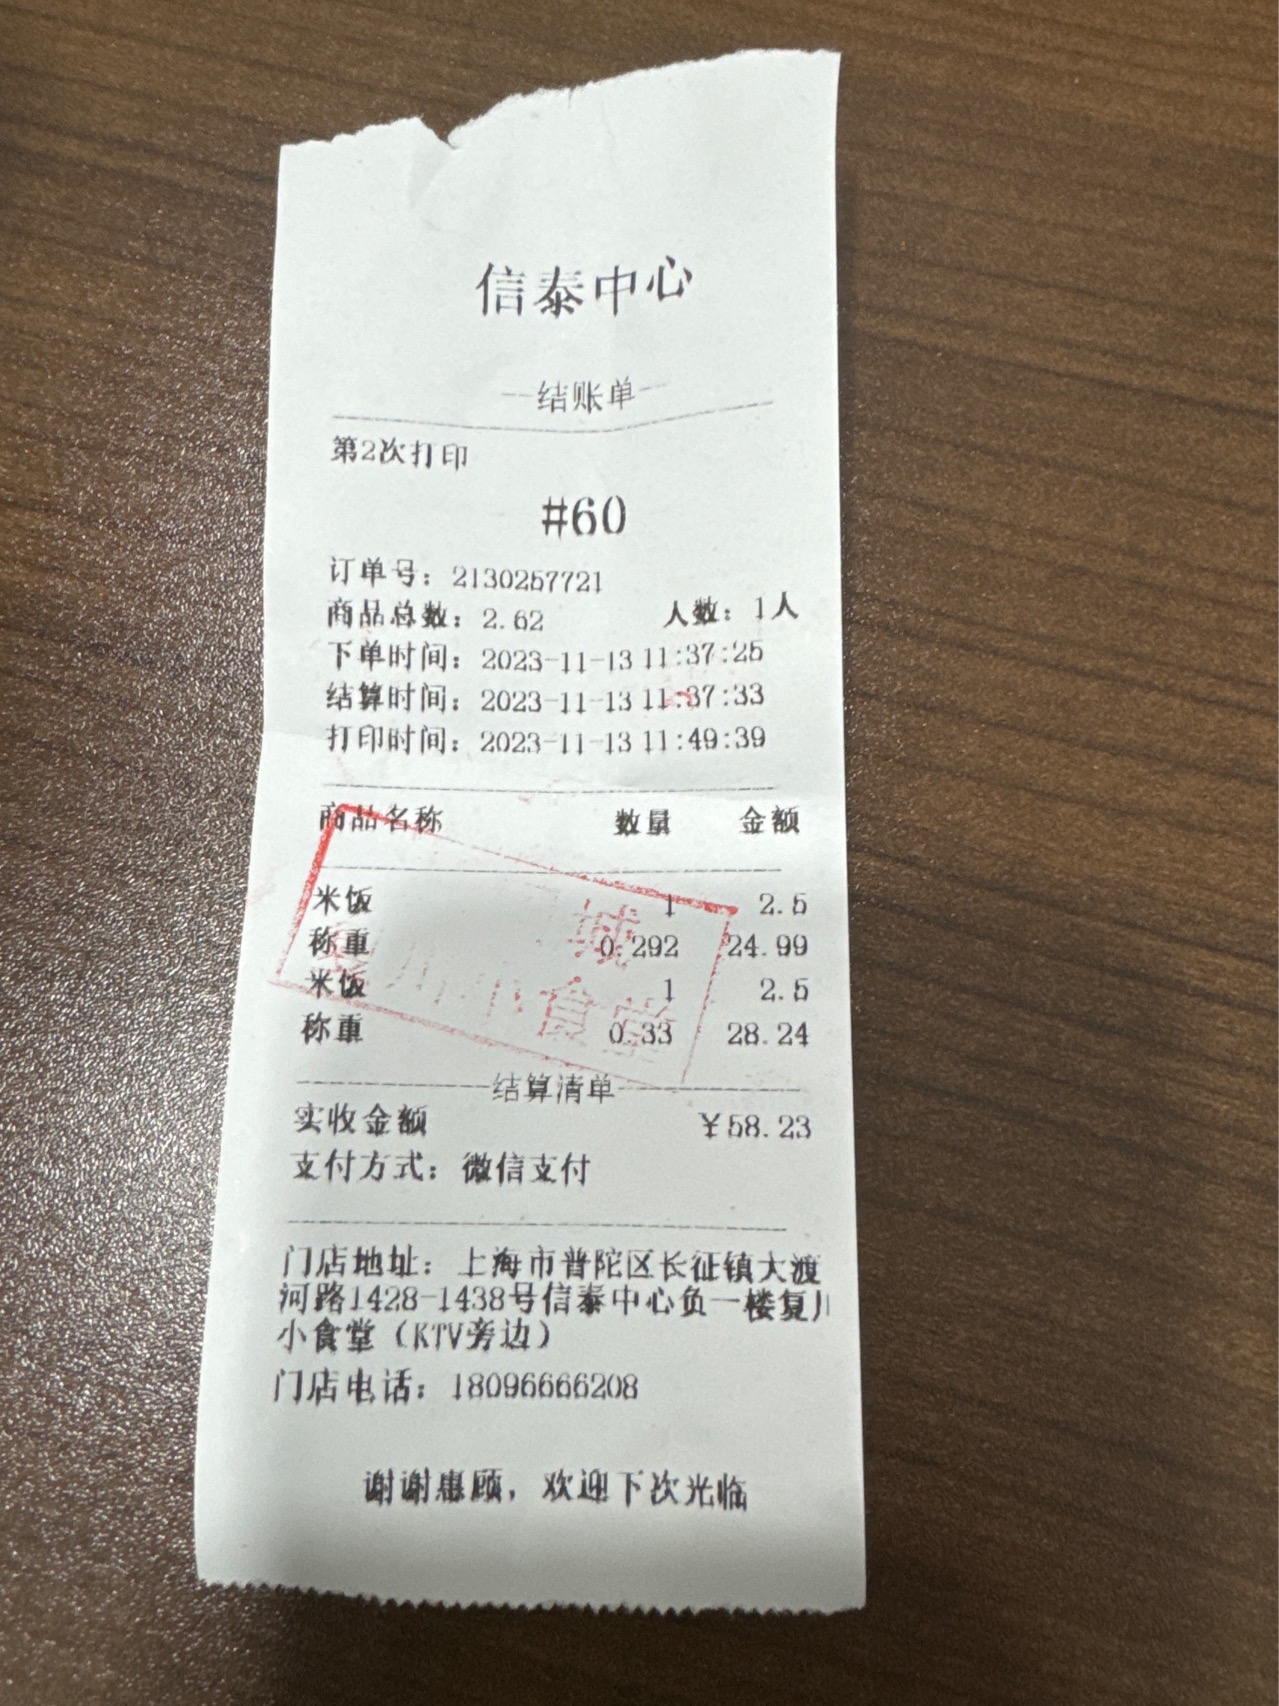 信泰中心
--结账单--
第2次打印
#60
订单号：2130257721
商品总数：2.62 人数：1人
下单时间：2023-11-13 11:37:25
结算时间：2023-11-13 11:37:33
打印时间：2023-11-13 11:49:39
商品名称 数量 金额
米饭 1 2.5
称重 0.292 24.99
米饭 1 2.5
称重 0.33 28.24
结算清单
实收金额 ￥58.23
支付方式：微信支付
门店地址：上海市普陀区长征镇大渡
河路1428-1438号信泰中心负一楼复川
小食堂（KTV旁边）
门店电话：18096666208
谢谢惠顾，欢迎下次光临
城
川小食堂